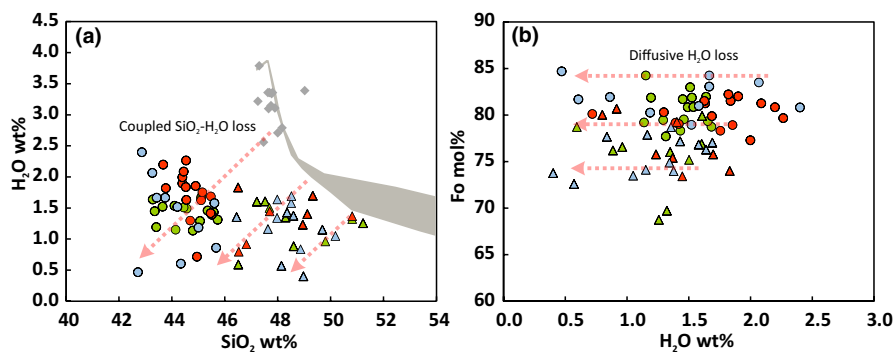 (a)
Coupled SiO₂-H₂O loss
H₂O wt%
4.5
4.0
3.5
3.0
2.5
2.0
1.5
1.0
0.5
0.0
40 42 44 46 48 50 52 54
SiO₂ wt%
(b)
Diffusive H₂O loss
Fo mol%
90
85
80
75
70
65
60
0.0 0.5 1.0 1.5 2.0 2.5 3.0
H₂O wt%